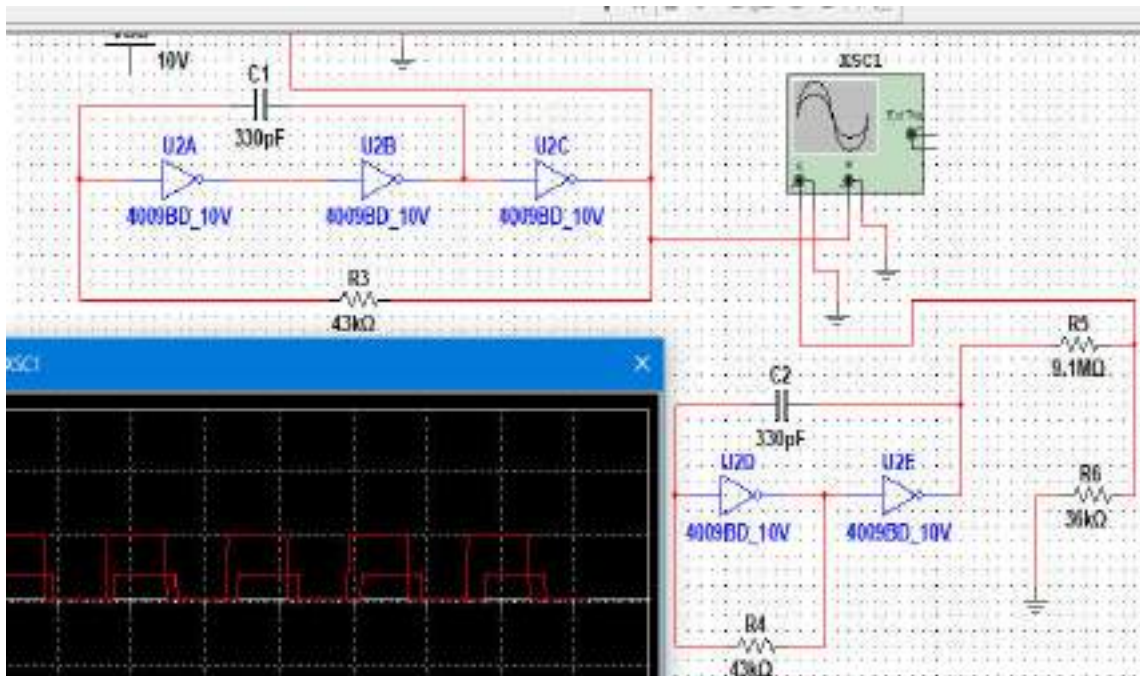 10V
C1
330pF
U2A
U2B
U2C
4009BD_10V
4009BD_10V
4009BD_10V
R3
43kΩ
XSC1
XSC1
R5
9.1MΩ
C2
330pF
U2D
U2E
4009BD_10V
4009BD_10V
R6
36kΩ
R4
43kΩ